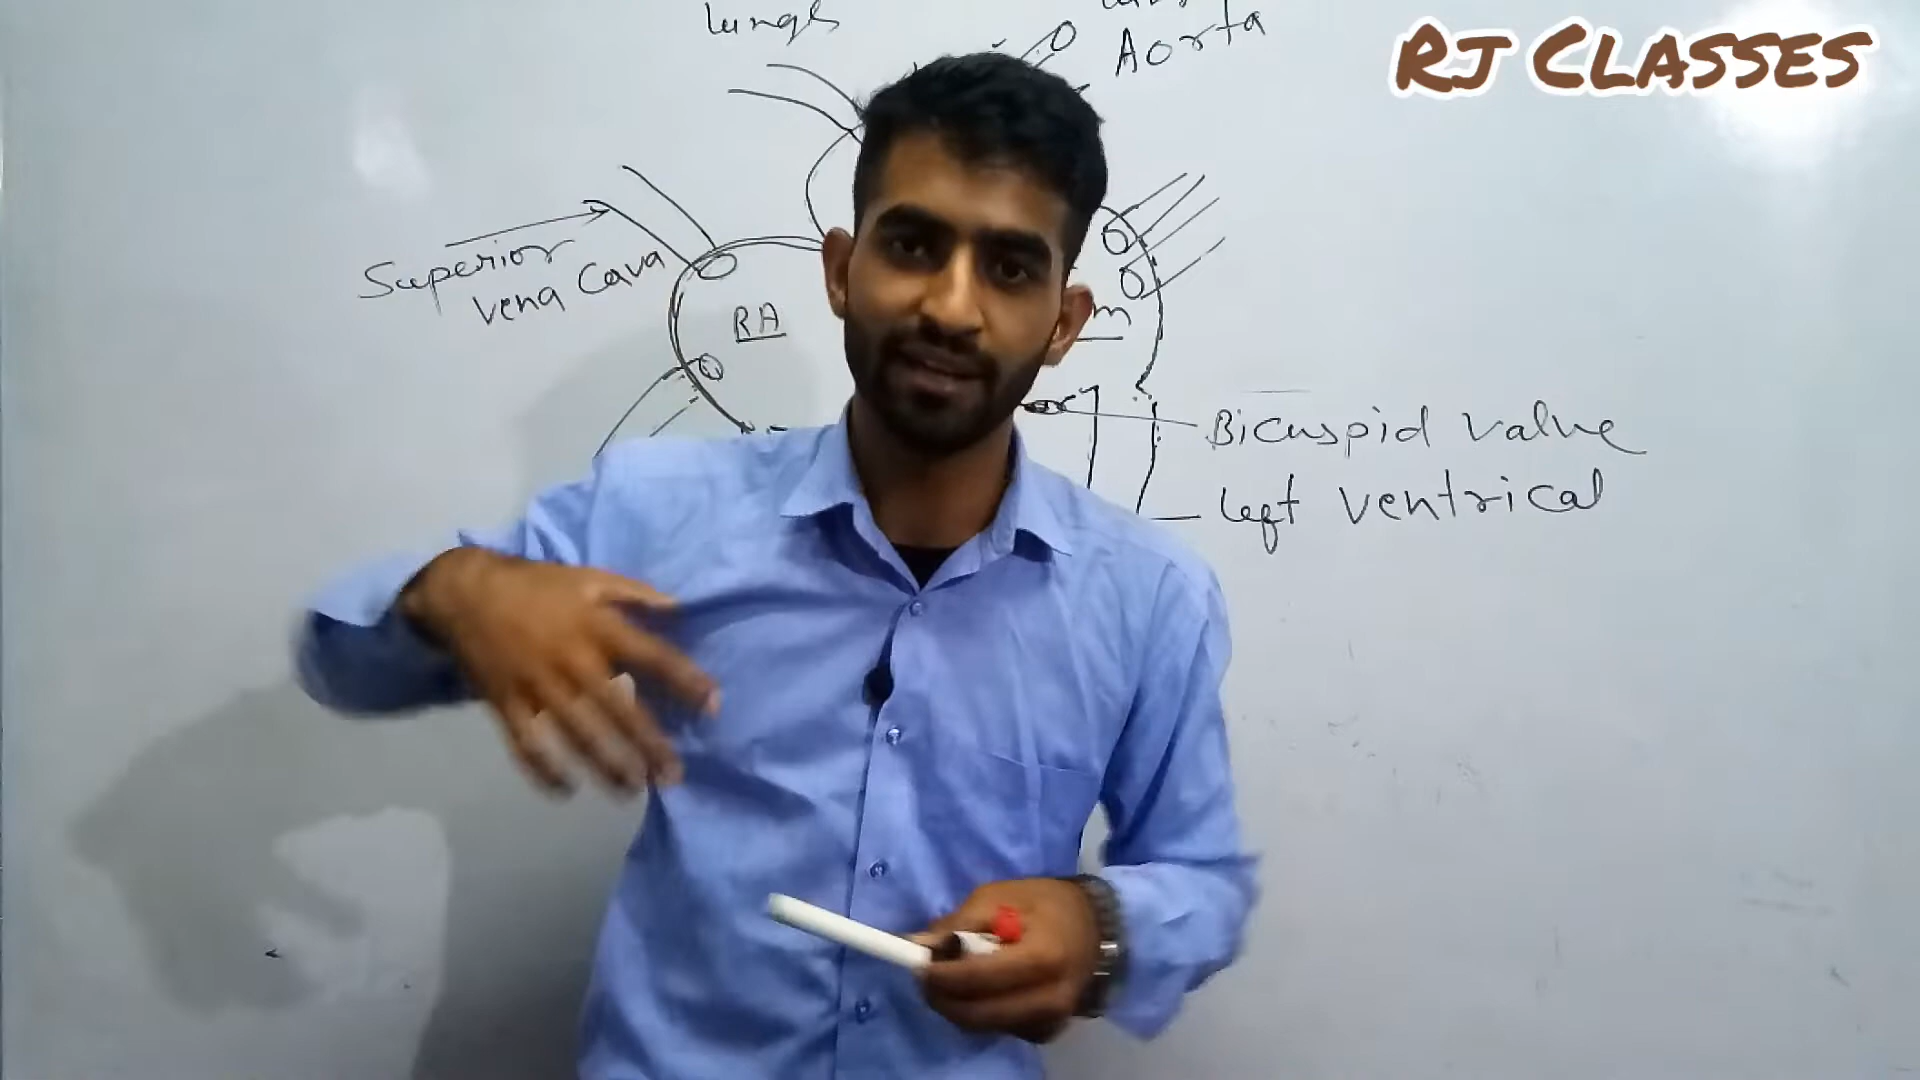 lungs
Aorta
RJ CLASSES
Superior
Vena Cava
RA
Bicuspid Valve
left Ventrical